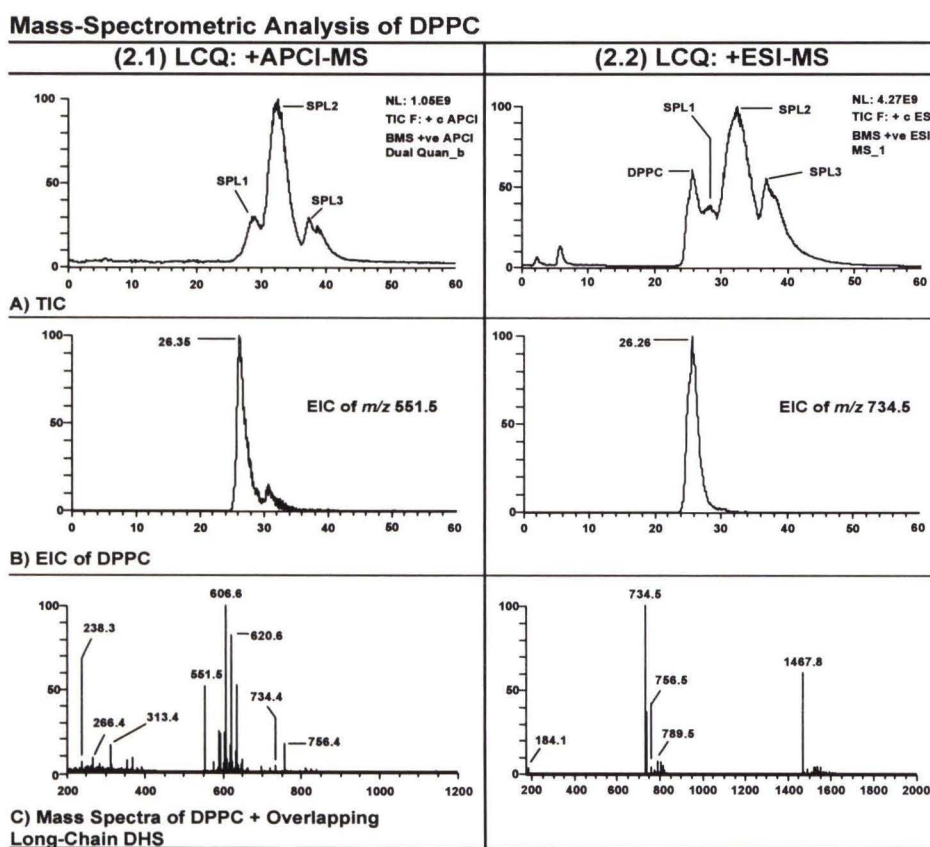 Mass-Spectrometric Analysis of DPPC
(2.1) LCQ: +APCI-MS
(2.2) LCQ: +ESI-MS
100
50
0
0 10 20 30 40 50 60
SPL1
SPL2
SPL3
NL: 1.05E9
TIC F: + c APCI
BMS +ve APCI
Dual Quan_b
100
50
0
0 10 20 30 40 50 60
DPPC
SPL1
SPL2
SPL3
NL: 4.27E9
TIC F: + c ES
BMS +ve ESI
MS_1
A) TIC
100
50
0
0 10 20 30 40 50 60
26.35
EIC of m/z 551.5
100
50
0
0 10 20 30 40 50 60
26.26
EIC of m/z 734.5
B) EIC of DPPC
100
50
0
200 400 600 800 1000 1200
238.3
266.4
313.4
551.5
606.6
620.6
734.4
756.4
100
50
0
200 400 600 800 1000 1200 1400 1600 1800 2000
184.1
734.5
756.5
789.5
1467.8
C) Mass Spectra of DPPC + Overlapping
Long-Chain DHS